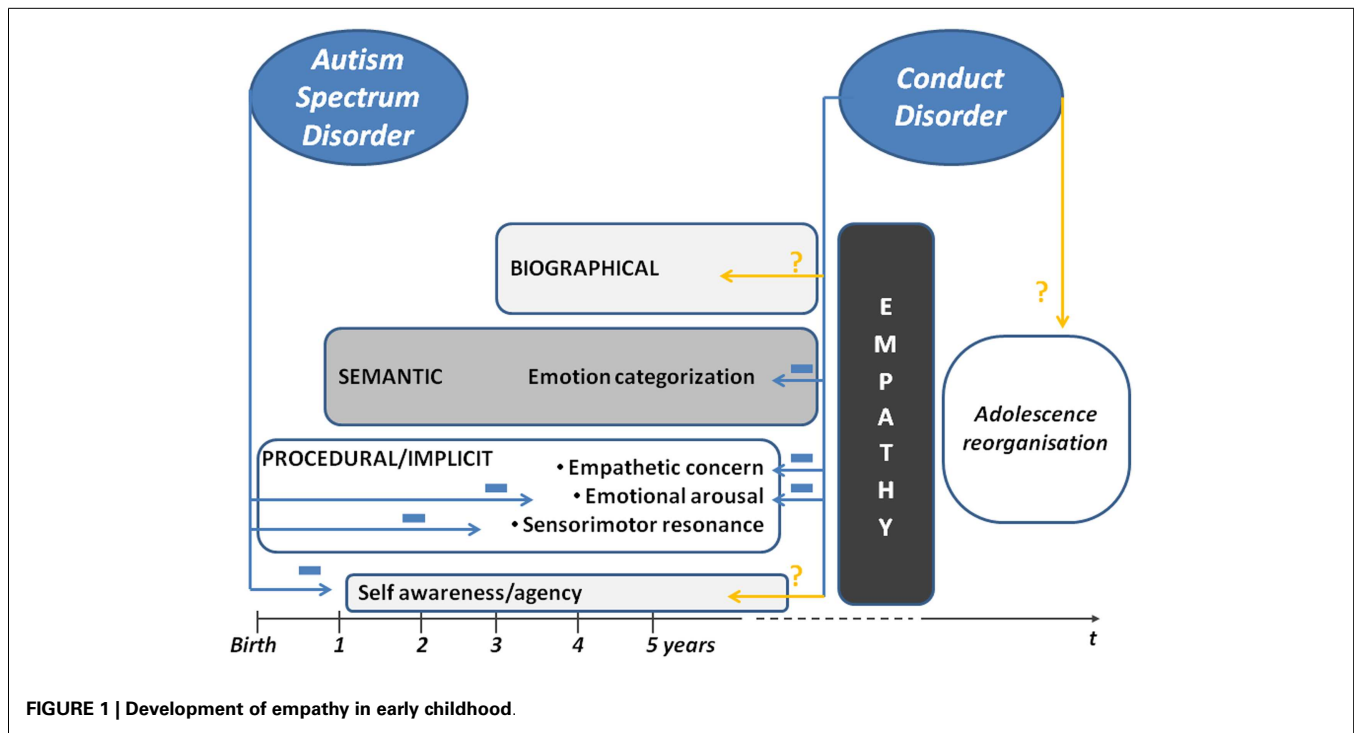 Autism
Spectrum
Disorder
Conduct
Disorder
BIOGRAPHICAL
?
?
SEMANTIC
Emotion categorization
E
M
P
A
T
H
Y
Adolescence
reorganisation
PROCEDURAL/IMPLICIT
• Empathetic concern
• Emotional arousal
• Sensorimotor resonance
Self awareness/agency
?
Birth 1 2 3 4 5 years t
FIGURE 1 | Development of empathy in early childhood.